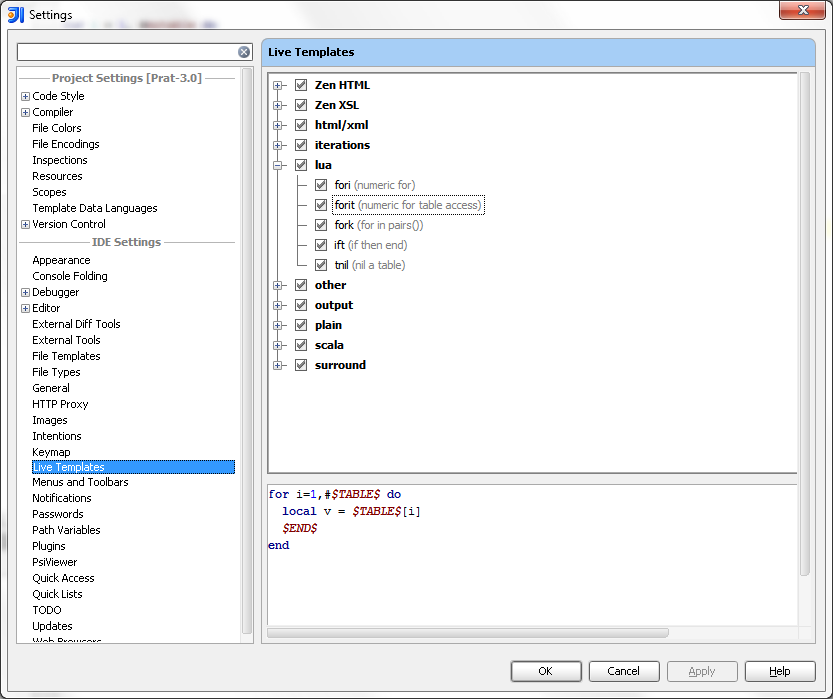 Settings
Project Settings [Prat-3.0]
Code Style
Compiler
File Colors
File Encodings
Inspections
Resources
Scopes
Template Data Languages
Version Control
IDE Settings
Appearance
Console Folding
Debugger
Editor
External Diff Tools
External Tools
File Templates
File Types
General
HTTP Proxy
Images
Intentions
Keymap
Live Templates
Menus and Toolbars
Notifications
Passwords
Path Variables
Plugins
PsiViewer
Quick Access
Quick Lists
TODO
Updates
Web Browsers
Live Templates
Zen HTML
Zen XSL
html/xml
iterations
lua
fori (numeric for)
forit (numeric for table access)
fork (for in pairs())
ift (if then end)
tnil (nil a table)
other
output
plain
scala
surround
for i=1,#$TABLE$ do
local v = $TABLE$[i]
$END$
end
OK Cancel Apply Help